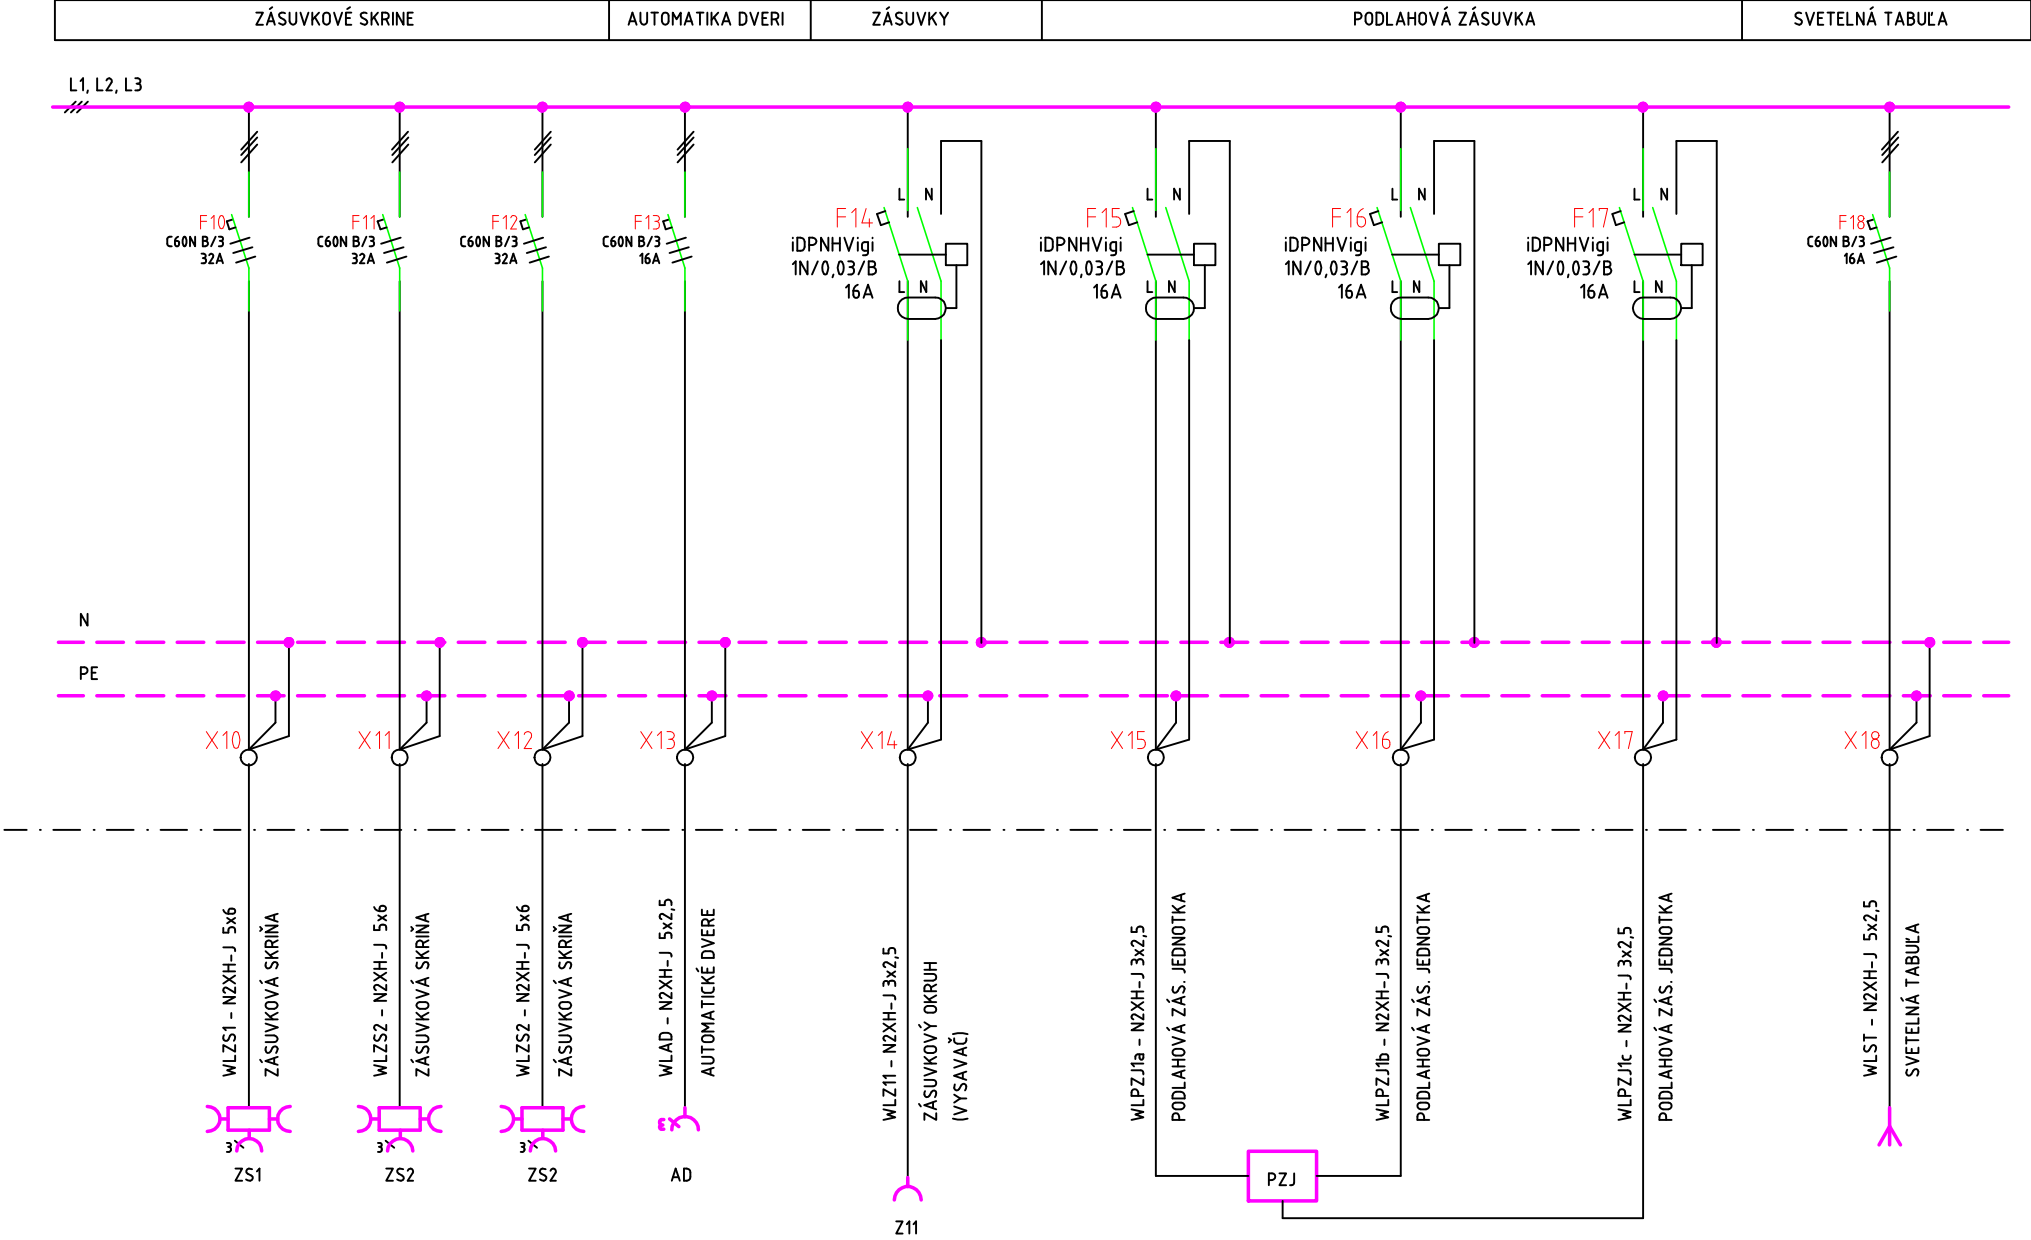 ZÁSUVKOVÉ SKRINE
AUTOMATIKA DVERI
ZÁSUVKY
PODLAHOVÁ ZÁSUVKA
SVETELNÁ TABUĽA
L1, L2, L3
F10
C60N B/3
32A
F11
C60N B/3
32A
F12
C60N B/3
32A
F13
C60N B/3
16A
L N
F14
iDPNHVigi
1N/0,03/B
16A
L N
L N
F15
iDPNHVigi
1N/0,03/B
16A
L N
L N
F16
iDPNHVigi
1N/0,03/B
16A
L N
L N
F17
iDPNHVigi
1N/0,03/B
16A
L N
F18
C60N B/3
16A
N
PE
X10
X11
X12
X13
X14
X15
X16
X17
X18
WLZS1 - N2XH-J 5x6
ZÁSUVKOVÁ SKRIŇA
WLZS2 - N2XH-J 5x6
ZÁSUVKOVÁ SKRIŇA
WLZS2 - N2XH-J 5x6
ZÁSUVKOVÁ SKRIŇA
WLAD - N2XH-J 5x2,5
AUTOMATICKÉ DVERE
WLZ11 - N2XH-J 3x2,5
ZÁSUVKOVÝ OKRUH
(VYSAVAČ)
WLPZJ1a - N2XH-J 3x2,5
PODLAHOVÁ ZÁS. JEDNOTKA
WLPZJ1b - N2XH-J 3x2,5
PODLAHOVÁ ZÁS. JEDNOTKA
WLPZJ1c - N2XH-J 3x2,5
PODLAHOVÁ ZÁS. JEDNOTKA
WLST - N2XH-J 5x2,5
SVETELNÁ TABUĽA
3
3
3
3
ZS1
ZS2
ZS2
AD
Z11
PZJ